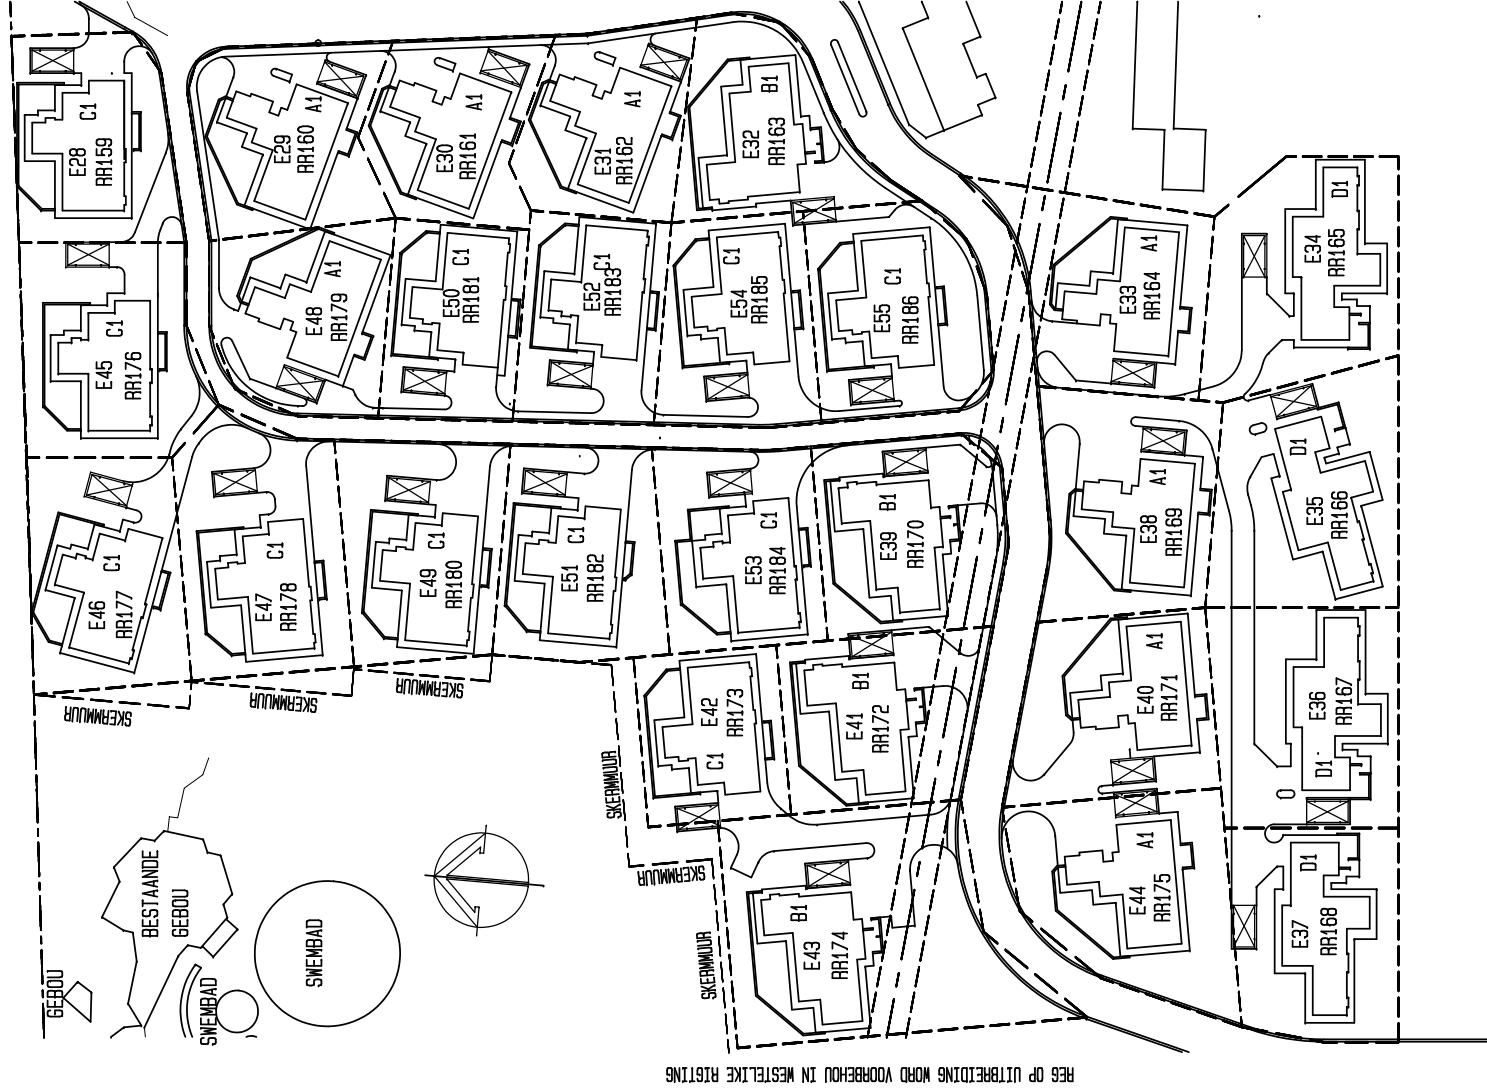 E28
RR159
C1
E29
RR160
A1
E30
RR161
A1
E31
RR162
A1
E32
RR163
B1
E45
RR176
C1
E48
RR179
A1
E50
RR181
C1
E52
RR183
C1
E54
RR185
C1
E55
RR186
C1
E33
RR164
A1
E34
RR165
D1
E46
RR177
C1
E47
RR178
C1
E49
RR180
C1
E51
RR182
C1
E53
RR184
C1
E39
RR170
B1
E38
RR169
A1
E35
RR166
D1
SKERMMUUR
SKERMMUUR
SKERMMUUR
E42
RR173
C1
E41
RR172
B1
E40
RR171
A1
E36
RR167
D1
SKERMMUUR
SKERMMUUR
SKERMMUUR
E43
RR174
B1
E44
RR175
A1
E37
RR168
D1
BESTAANDE
GEBOU
GEBOU
SWEMBAD
SWEMBAD
REG OP UITBREIDING WORD VOORBEHOU IN WESTELIKE RIGTING